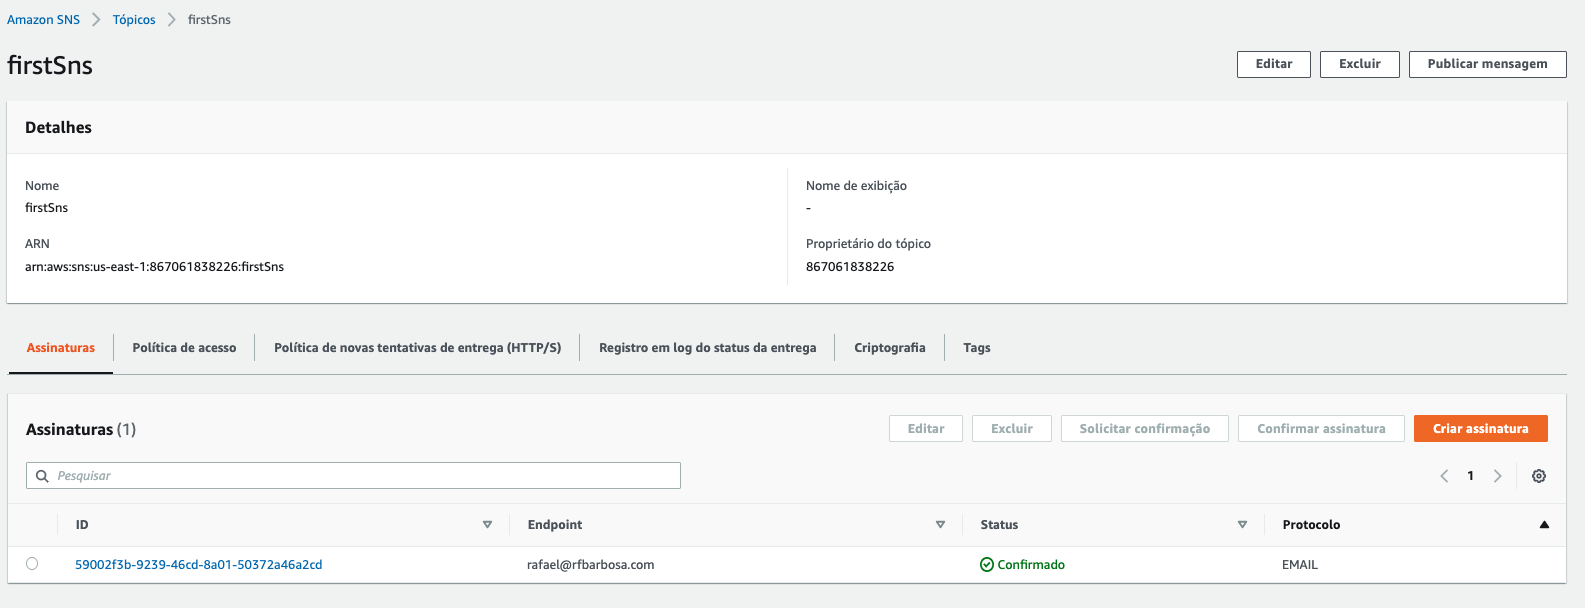 Amazon SNS > Tópicos > firstSns
firstSns
Editar Excluir Publicar mensagem
Detalhes
Nome Nome de exibição
firstSns -
ARN Proprietário do tópico
arn:aws:sns:us-east-1:867061838226:firstSns 867061838226
Assinaturas Política de acesso Política de novas tentativas de entrega (HTTP/S) Registro em log do status da entrega Criptografia Tags
Assinaturas (1) Editar Excluir Solicitar confirmação Confirmar assinatura Criar assinatura
Pesquisar < 1 >
ID Endpoint Status Protocolo
59002f3b-9239-46cd-8a01-50372a46a2cd rafael@rfbarbosa.com Confirmado EMAIL